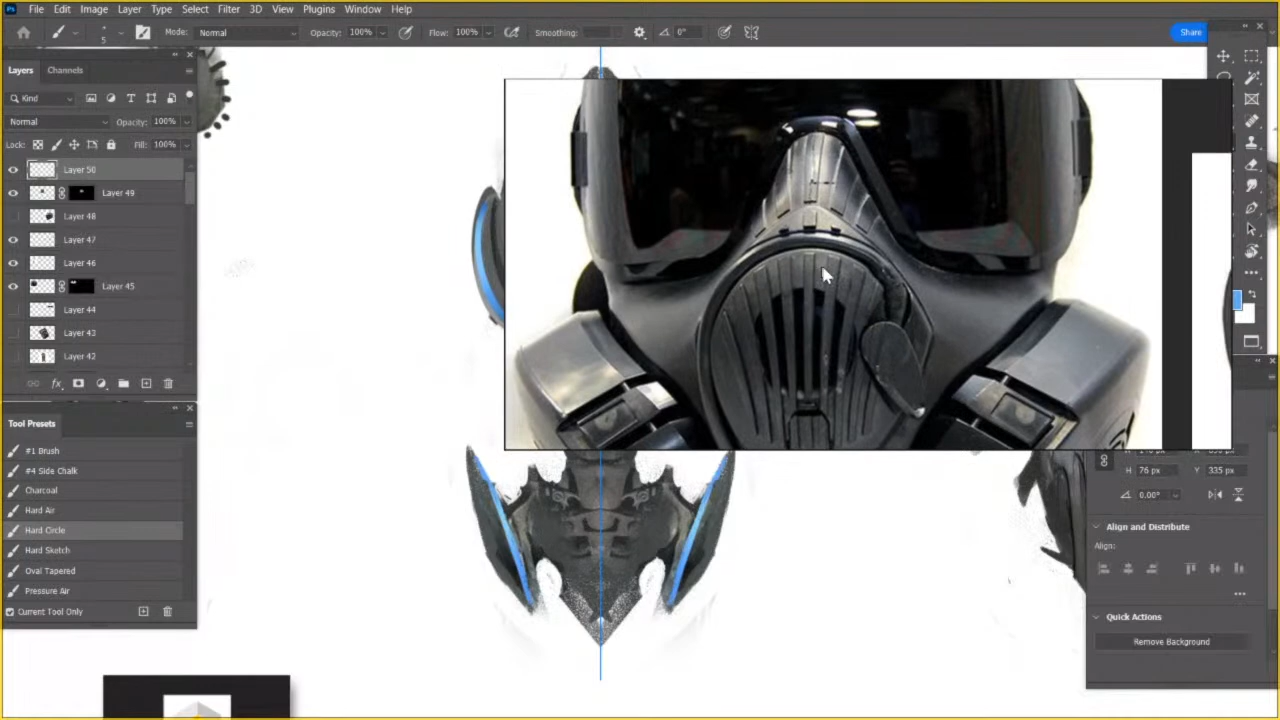 Ps File Edit Image Layer Type Select Filter 3D View Plugins Window Help
5 Mode: Normal Opacity: 100% Flow: 100% Smoothing: 0° Share
Layers Channels
Kind
Normal Opacity: 100%
Lock: Fill: 100%
Layer 50
Layer 49
Layer 48
Layer 47
Layer 46
Layer 45
Layer 44
Layer 43
Layer 42
fx
Tool Presets
#1 Brush
#4 Side Chalk
Charcoal
Hard Air
Hard Circle
Hard Sketch
Oval Tapered
Pressure Air
Current Tool Only
H 76 px Y 335 px
0.00°
Align and Distribute
Align:
Quick Actions
Remove Background